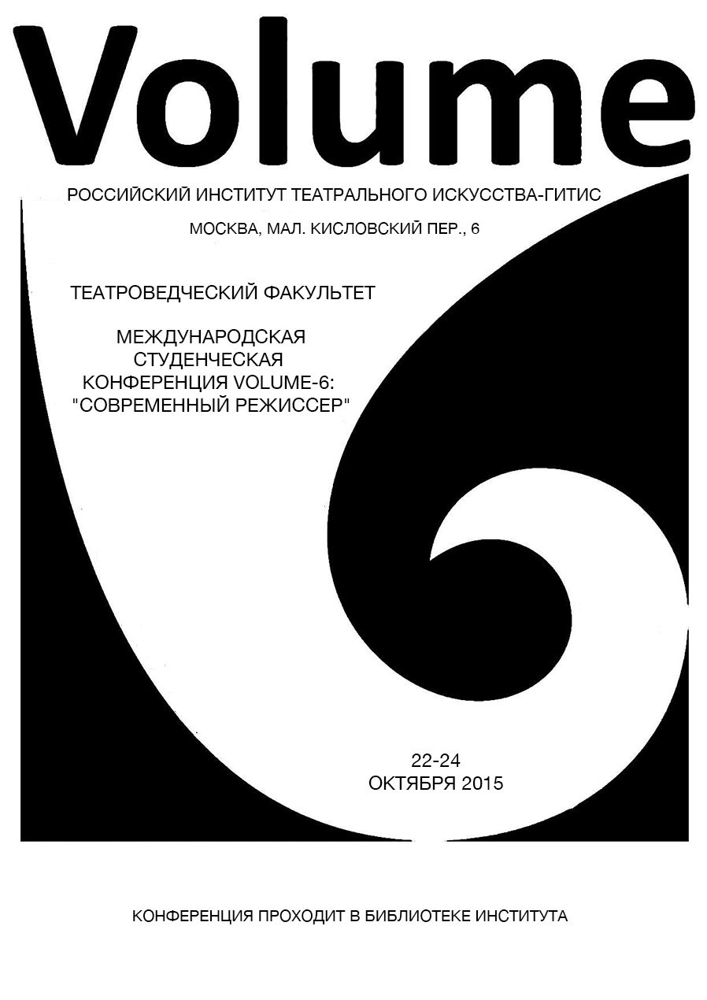 Volume
РОССИЙСКИЙ ИНСТИТУТ ТЕАТРАЛЬНОГО ИСКУССТВА-ГИТИС
МОСКВА, МАЛ. КИСЛОВСКИЙ ПЕР., 6
ТЕАТРОВЕДЧЕСКИЙ ФАКУЛЬТЕТ
МЕЖДУНАРОДСКАЯ
СТУДЕНЧЕСКАЯ
КОНФЕРЕНЦИЯ VOLUME-6:
"СОВРЕМЕННЫЙ РЕЖИССЕР"
6
22-24
ОКТЯБРЯ 2015
КОНФЕРЕНЦИЯ ПРОХОДИТ В БИБЛИОТЕКЕ ИНСТИТУТА